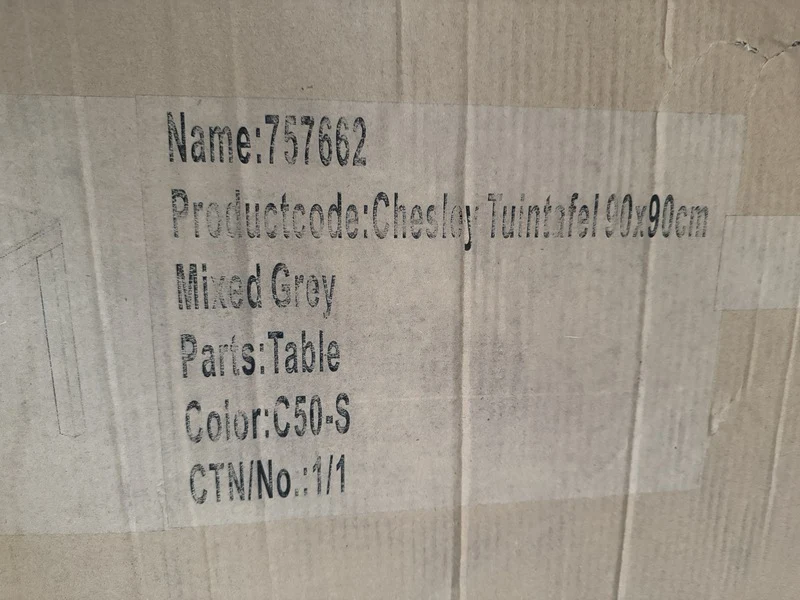 Name:757662
Productcode:Chesley Tuintafel 90x90cm
Mixed Grey
Parts:Table
Color:C50-S
CTN/No.:1/1